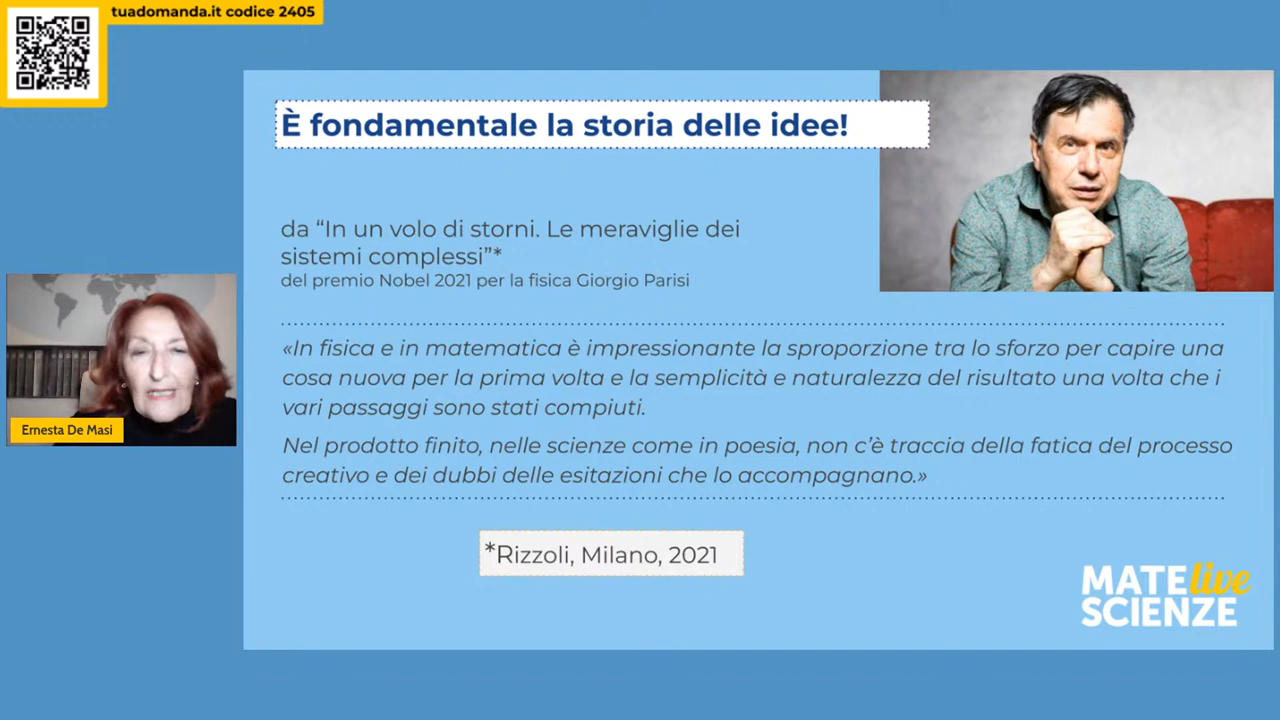 tuadomanda.it codice 2405
È fondamentale la storia delle idee!
da “In un volo di storni. Le meraviglie dei
sistemi complessi”*
del premio Nobel 2021 per la fisica Giorgio Parisi
«In fisica e in matematica è impressionante la sproporzione tra lo sforzo per capire una
cosa nuova per la prima volta e la semplicità e naturalezza del risultato una volta che i
vari passaggi sono stati compiuti.
Nel prodotto finito, nelle scienze come in poesia, non c’è traccia della fatica del processo
creativo e dei dubbi delle esitazioni che lo accompagnano.»
Ernesta De Masi
*Rizzoli, Milano, 2021
MATE live
SCIENZE